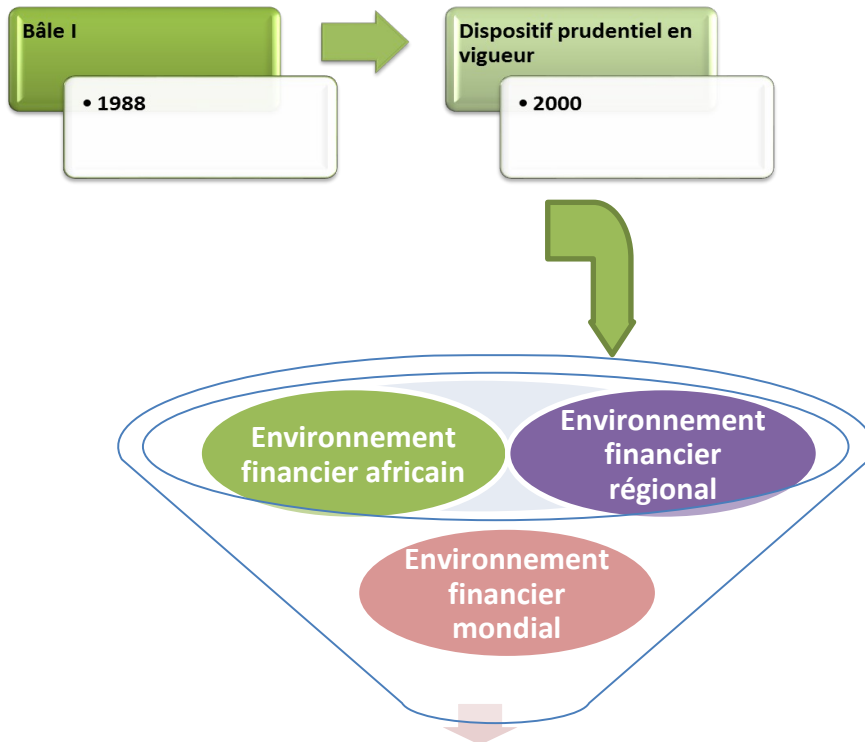 Bâle I
• 1988
Dispositif prudentiel en
vigueur
• 2000
Environnement
financier africain
Environnement
financier
régional
Environnement
financier
mondial